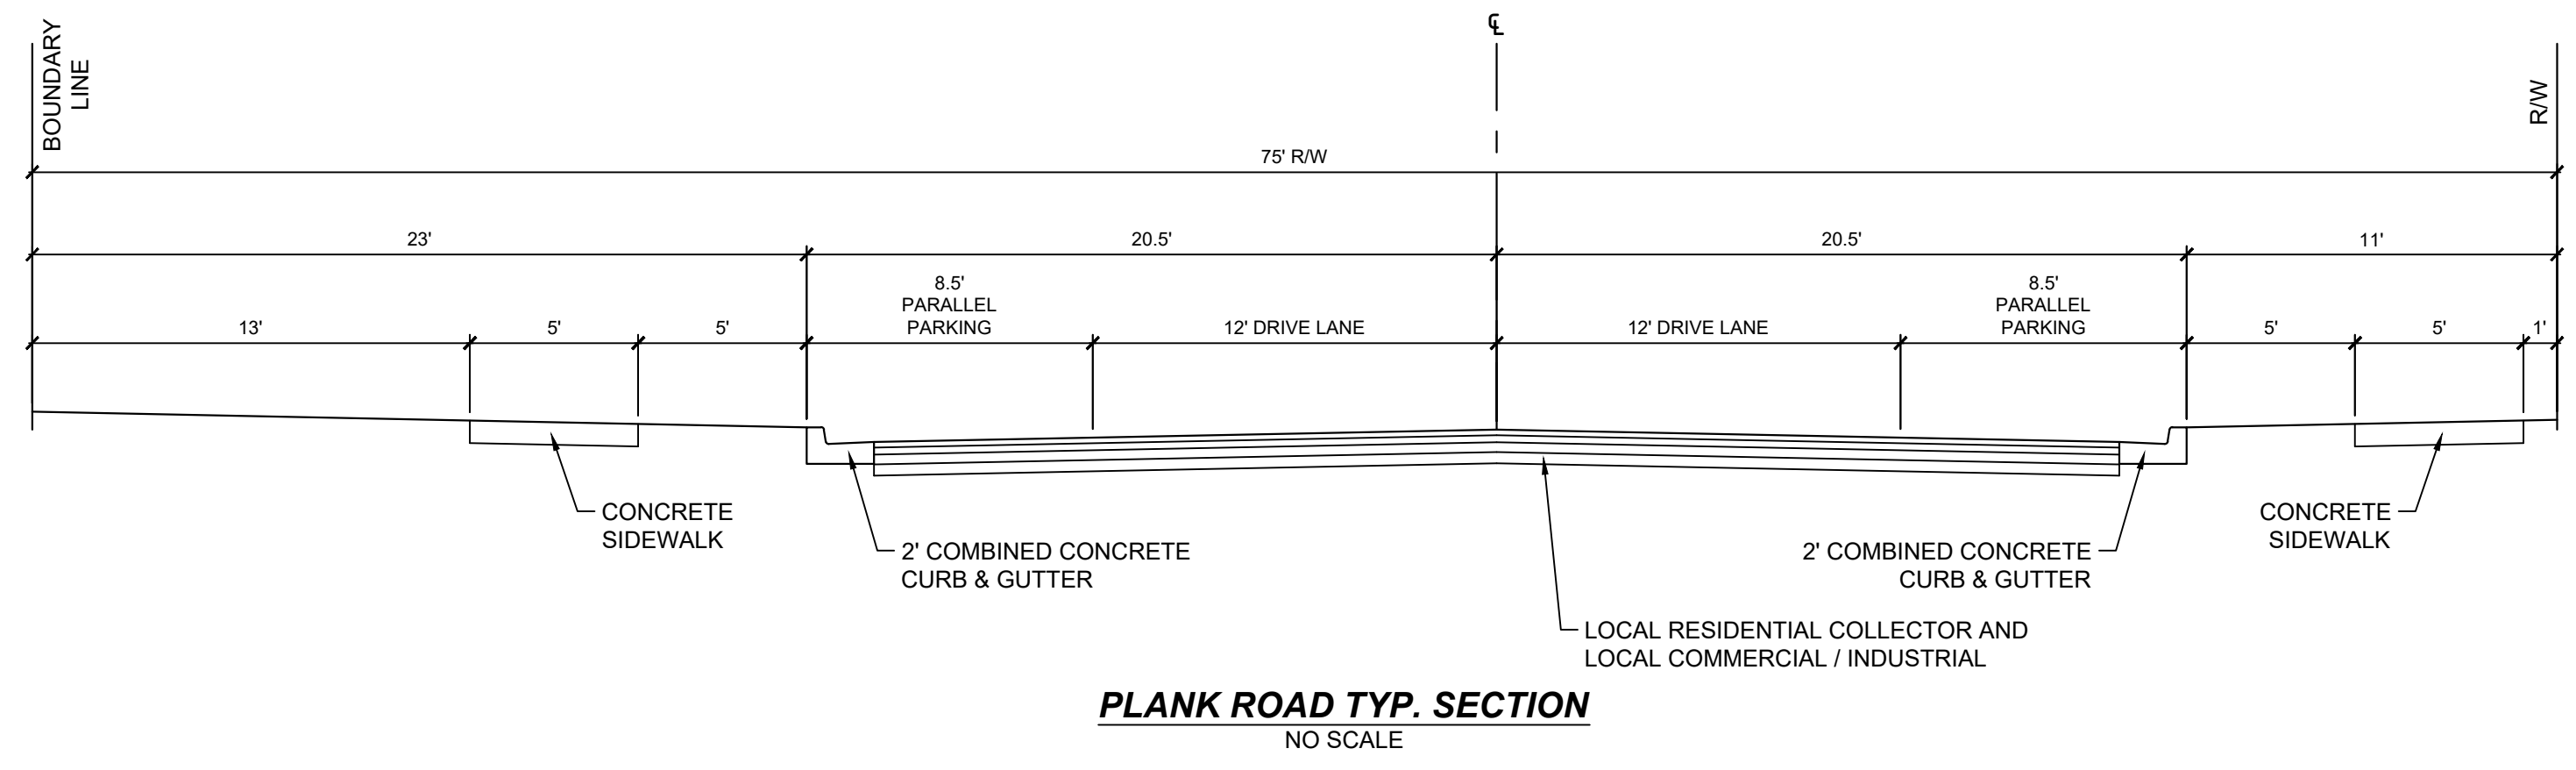 BOUNDARY
LINE
℄
R/W
75' R/W
23'
20.5'
20.5'
11'
13'
5'
5'
8.5'
PARALLEL
PARKING
12' DRIVE LANE
12' DRIVE LANE
8.5'
PARALLEL
PARKING
5'
5'
1'
CONCRETE
SIDEWALK
2' COMBINED CONCRETE
CURB & GUTTER
2' COMBINED CONCRETE
CURB & GUTTER
CONCRETE
SIDEWALK
LOCAL RESIDENTIAL COLLECTOR AND
LOCAL COMMERCIAL / INDUSTRIAL
PLANK ROAD TYP. SECTION
NO SCALE